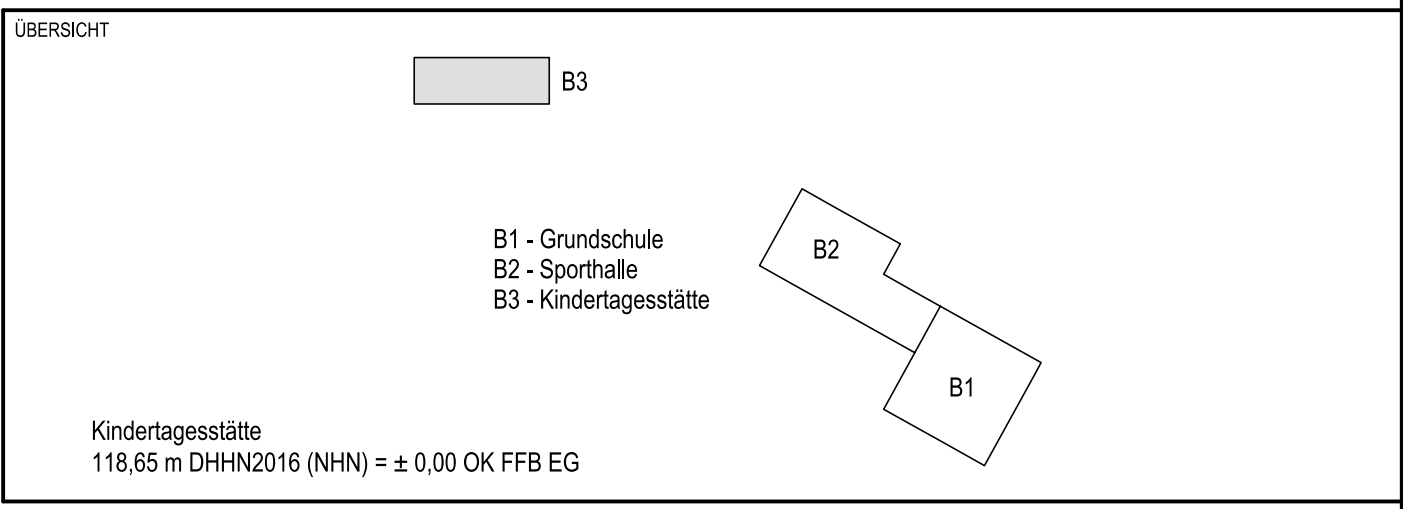 ÜBERSICHT
B3
B1 - Grundschule
B2 - Sporthalle
B3 - Kindertagesstätte
B2
B1
Kindertagesstätte
118,65 m DHHN2016 (NHN) = ± 0,00 OK FFB EG